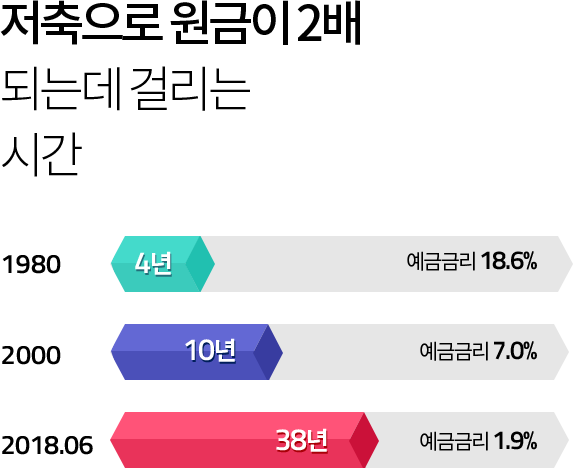 저축으로 원금이 2배
되는데 걸리는
시간
1980 4년 예금금리 18.6%
2000 10년 예금금리 7.0%
2018.06 38년 예금금리 1.9%